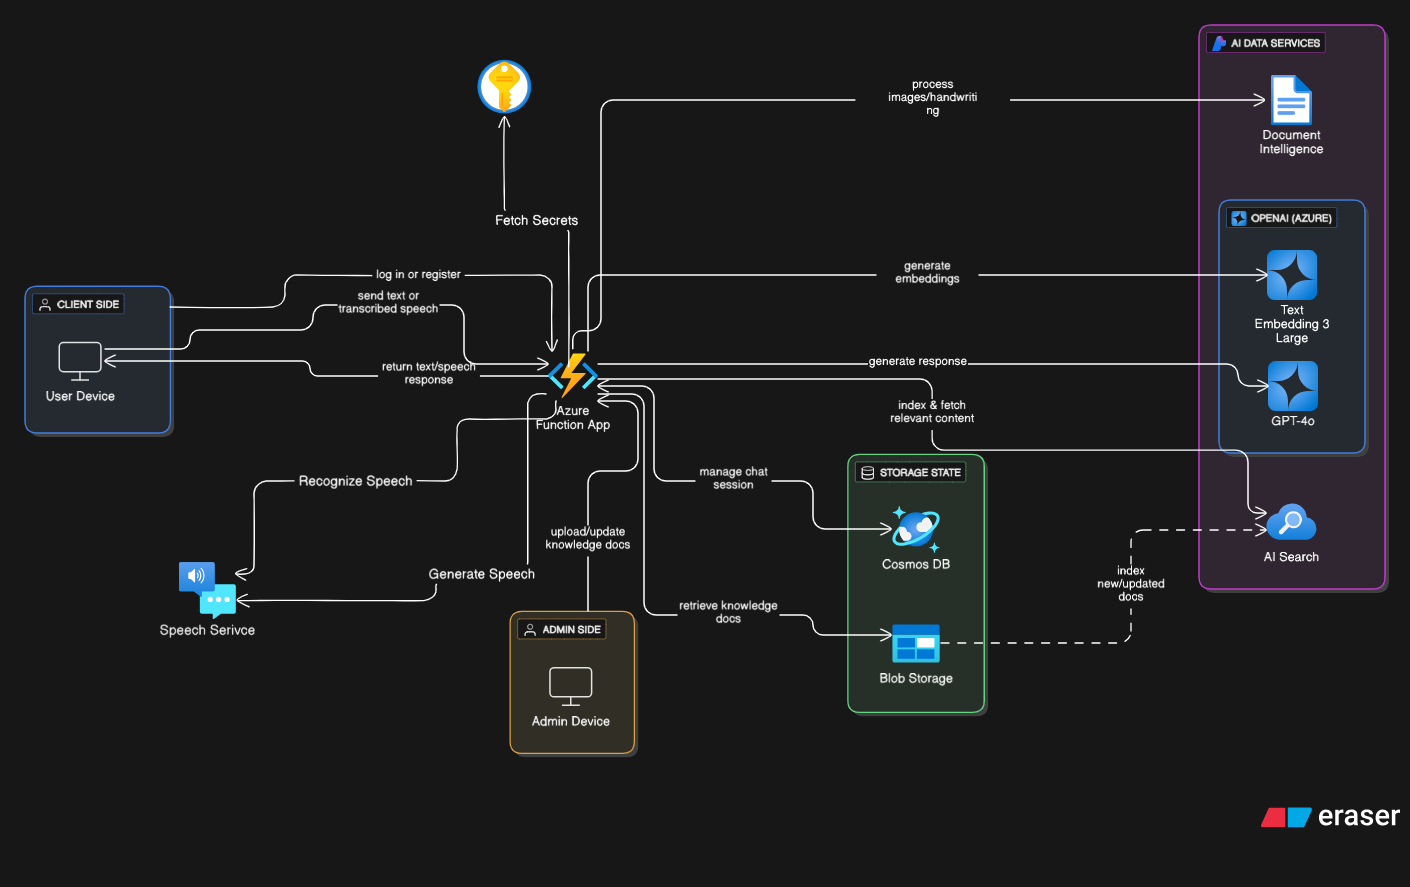 AI DATA SERVICES
process
images/handwriti
ng
Document
Intelligence
Fetch Secrets
OPENAI (AZURE)
log in or register
generate
embeddings
CLIENT SIDE
send text or
transcribed speech
Text
Embedding 3
Large
return text/speech
response
generate response
User Device
Azure
Function App
index & fetch
relevant content
GPT-4o
Recognize Speech
manage chat
session
STORAGE STATE
upload/update
knowledge docs
Cosmos DB
AI Search
Generate Speech
index
new/updated
docs
retrieve knowledge
docs
Speech Serivce
ADMIN SIDE
Blob Storage
Admin Device
eraser